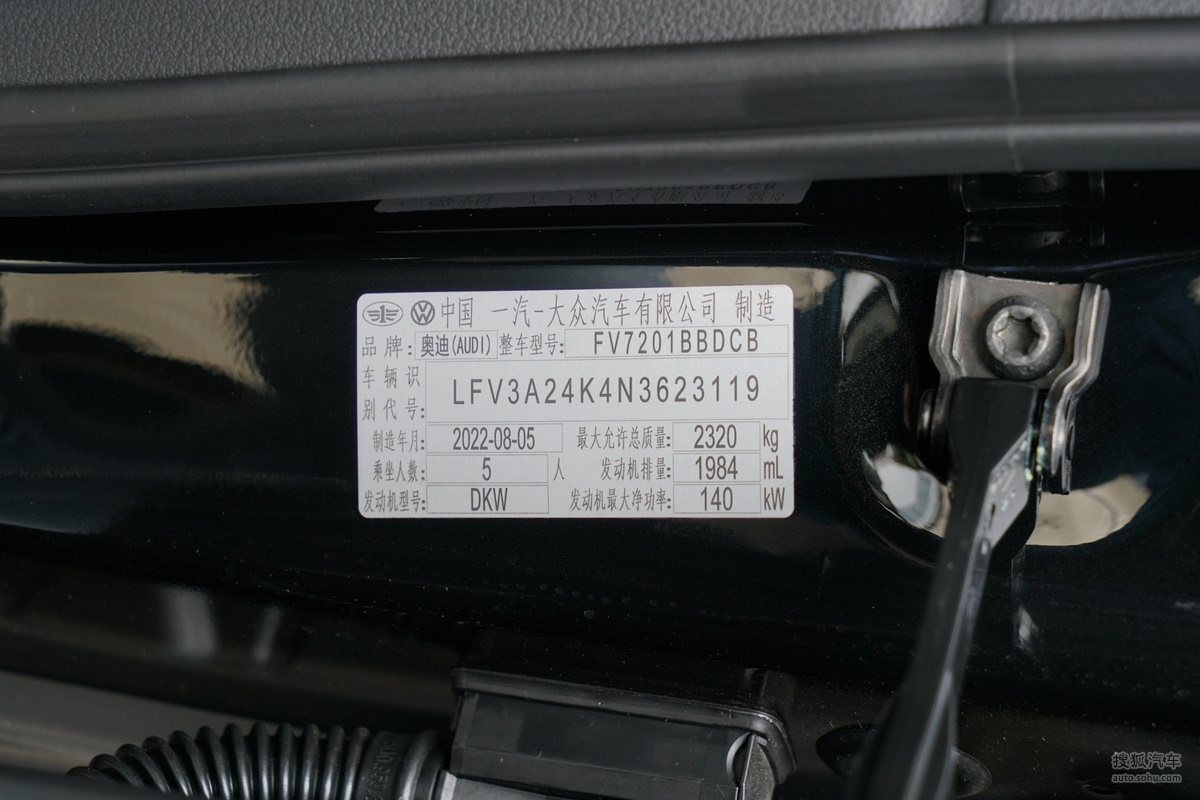 中国 一汽-大众汽车有限公司 制造
品牌: 奥迪(AUDI) 整车型号: FV7201BBDCB
车辆识
别代号: LFV3A24K4N3623119
制造年月: 2022-08-05 最大允许总质量: 2320 kg
乘坐人数: 5 人 发动机排量: 1984 mL
发动机型号: DKW 发动机最大净功率: 140 kW
搜狐汽车
auto.sohu.com